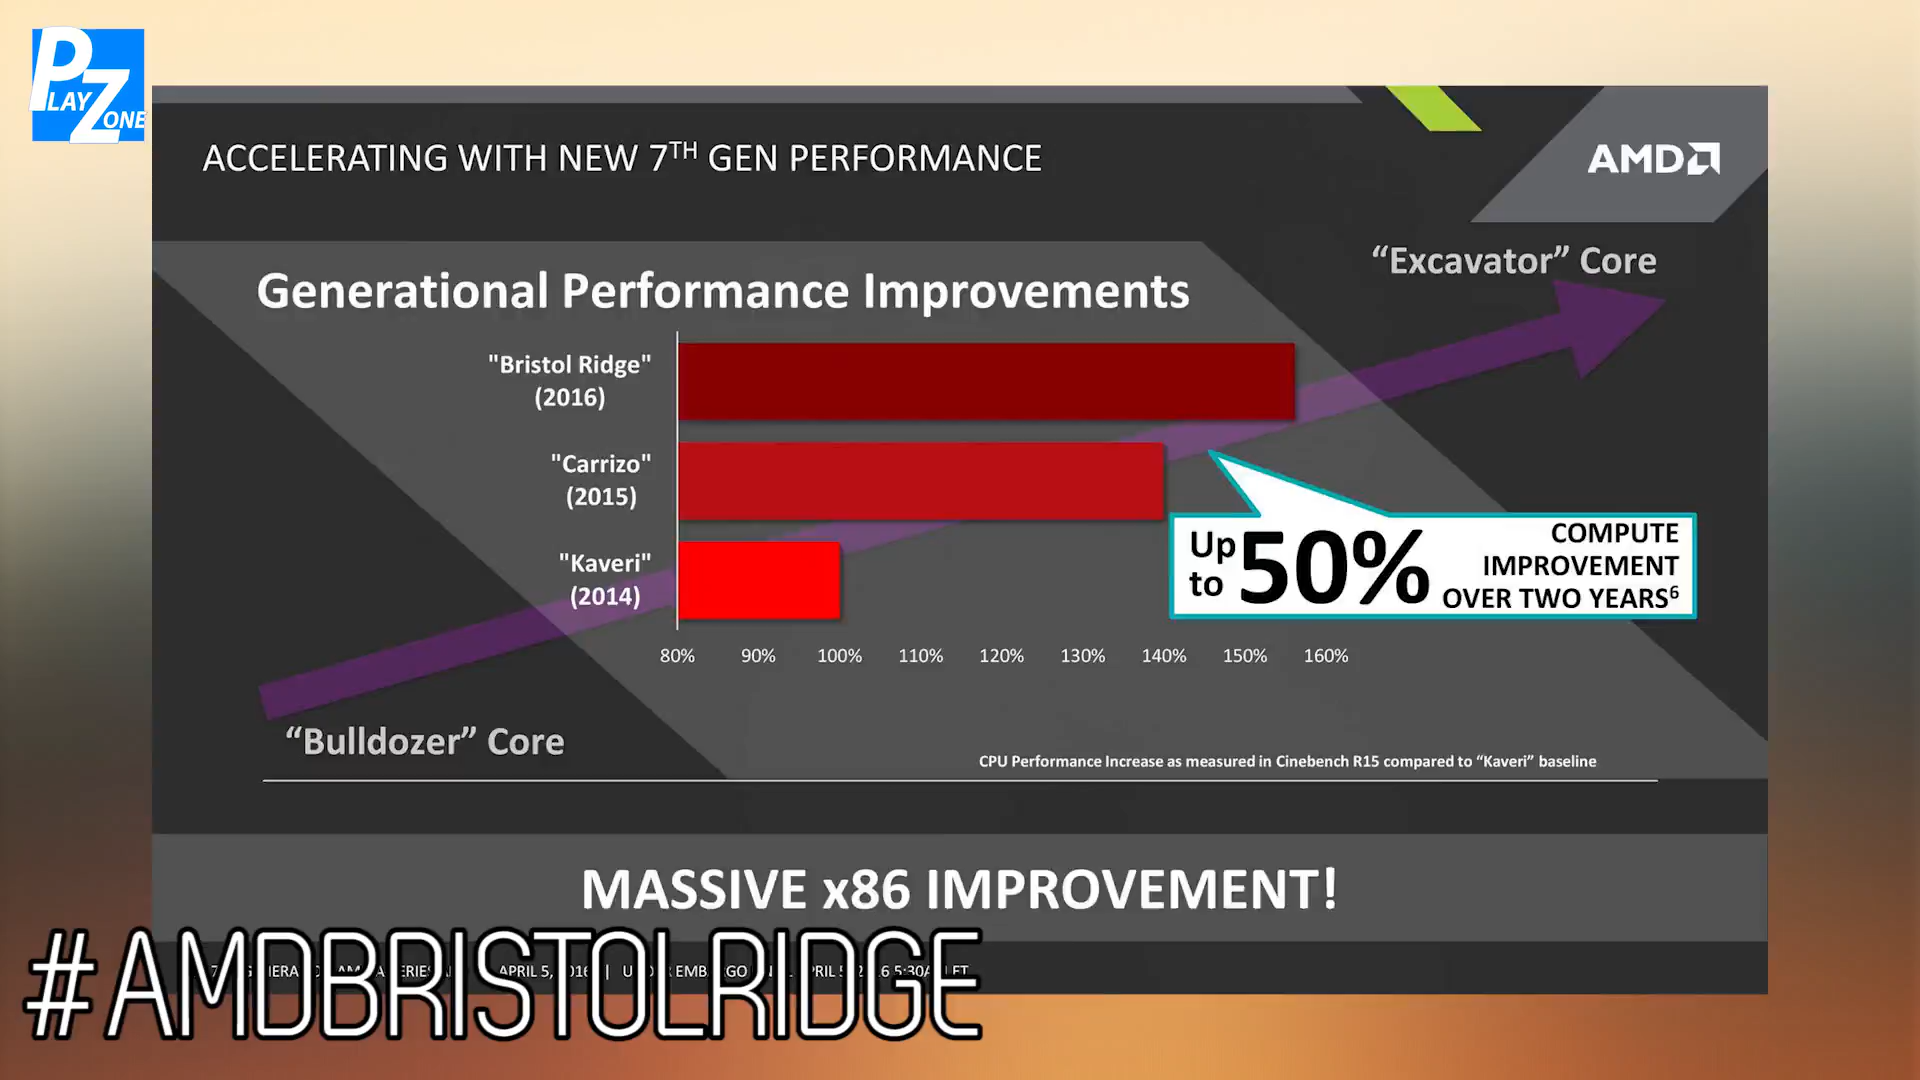 PLAY ZONE
ACCELERATING WITH NEW 7TH GEN PERFORMANCE
AMD
“Excavator” Core
Generational Performance Improvements
"Bristol Ridge"
(2016)
"Carrizo"
(2015)
"Kaveri"
(2014)
Up to 50% COMPUTE
IMPROVEMENT
OVER TWO YEARS6
80% 90% 100% 110% 120% 130% 140% 150% 160%
“Bulldozer” Core
CPU Performance Increase as measured in Cinebench R15 compared to “Kaveri” baseline
MASSIVE x86 IMPROVEMENT!
APRIL 5, | 
#AMDBRISTOLRIDGE